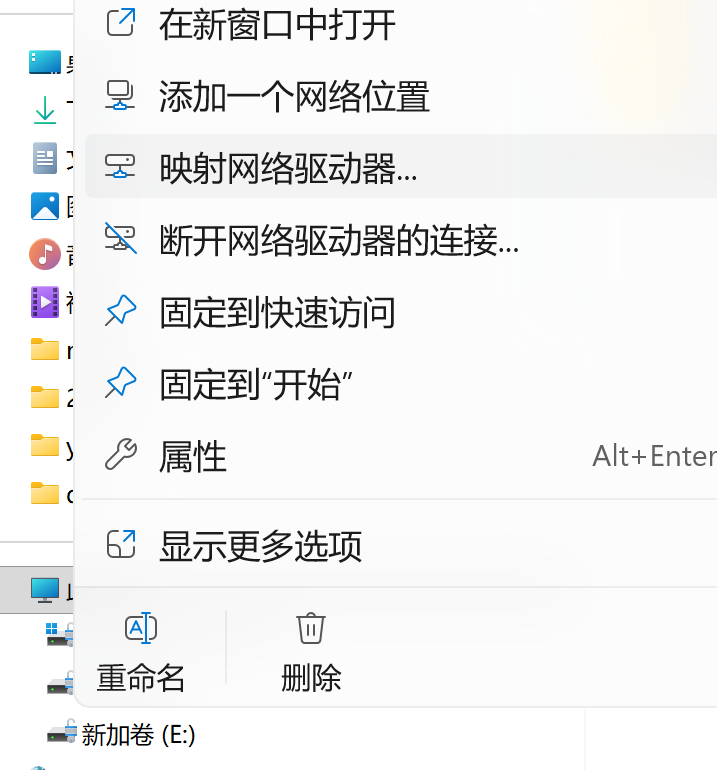 在新窗口中打开
添加一个网络位置
映射网络驱动器...
断开网络驱动器的连接...
固定到快速访问
固定到“开始”
属性 Alt+Enter
显示更多选项
重命名 删除
新加卷 (E:)